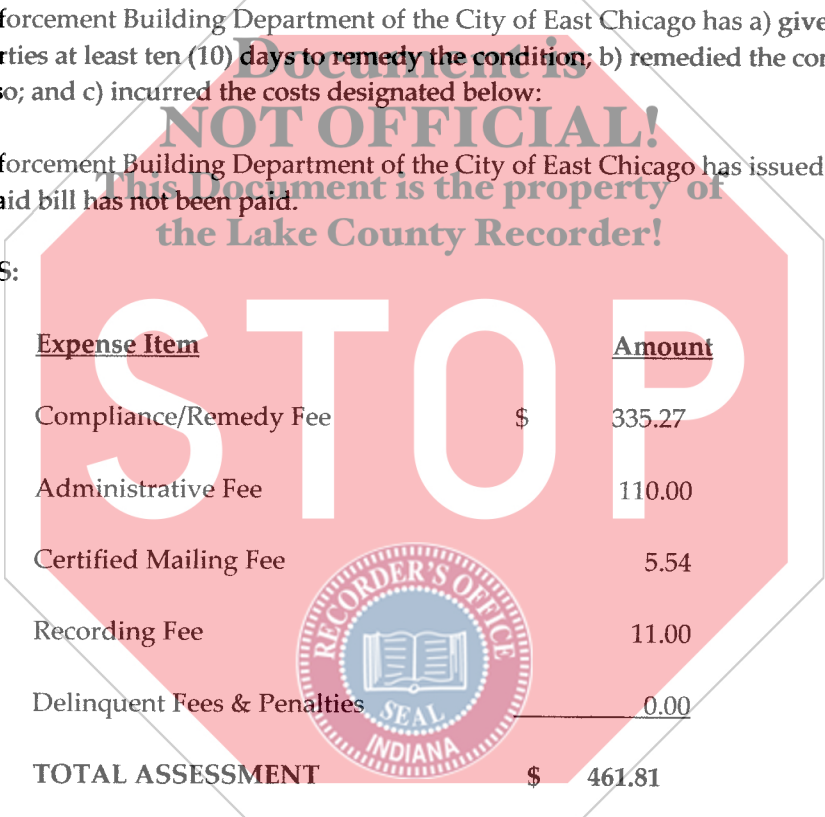 forcement Building Department of the City of East Chicago has a) give
rties at least ten (10) days to remedy the condition; b) remedied the con
so; and c) incurred the costs designated below:
forcement Building Department of the City of East Chicago has issued
aid bill has not been paid.
S:
Document is
NOT OFFICIAL!
This Document is the property of
the Lake County Recorder!
STOP
Expense Item Amount
Compliance/Remedy Fee $ 335.27
Administrative Fee 110.00
Certified Mailing Fee 5.54
Recording Fee 11.00
Delinquent Fees & Penalties 0.00
TOTAL ASSESSMENT $ 461.81
RECORDER'S OFFICE
SEAL
INDIANA